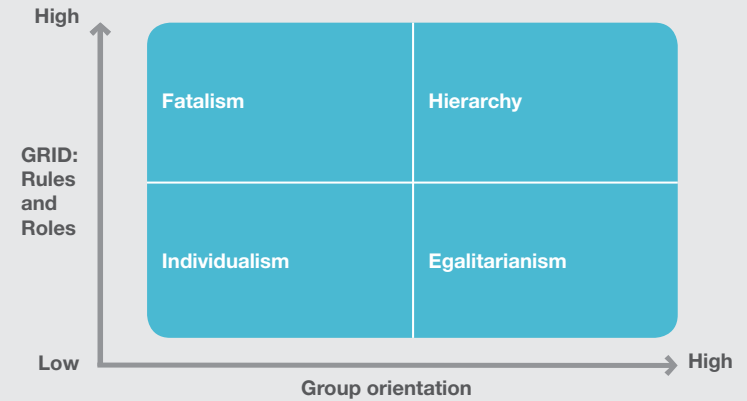 High
Fatalism
Hierarchy
GRID:
Rules
and
Roles
Individualism
Egalitarianism
Low
High
Group orientation